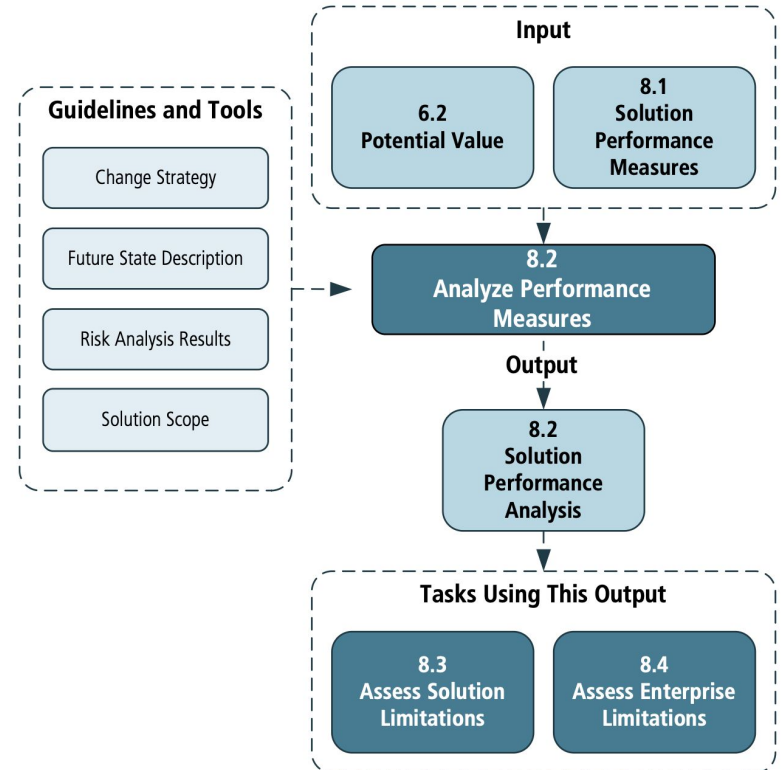 Input
6.2
Potential Value
8.1
Solution
Performance
Measures
Guidelines and Tools
Change Strategy
Future State Description
Risk Analysis Results
Solution Scope
8.2
Analyze Performance
Measures
Output
8.2
Solution
Performance
Analysis
Tasks Using This Output
8.3
Assess Solution
Limitations
8.4
Assess Enterprise
Limitations